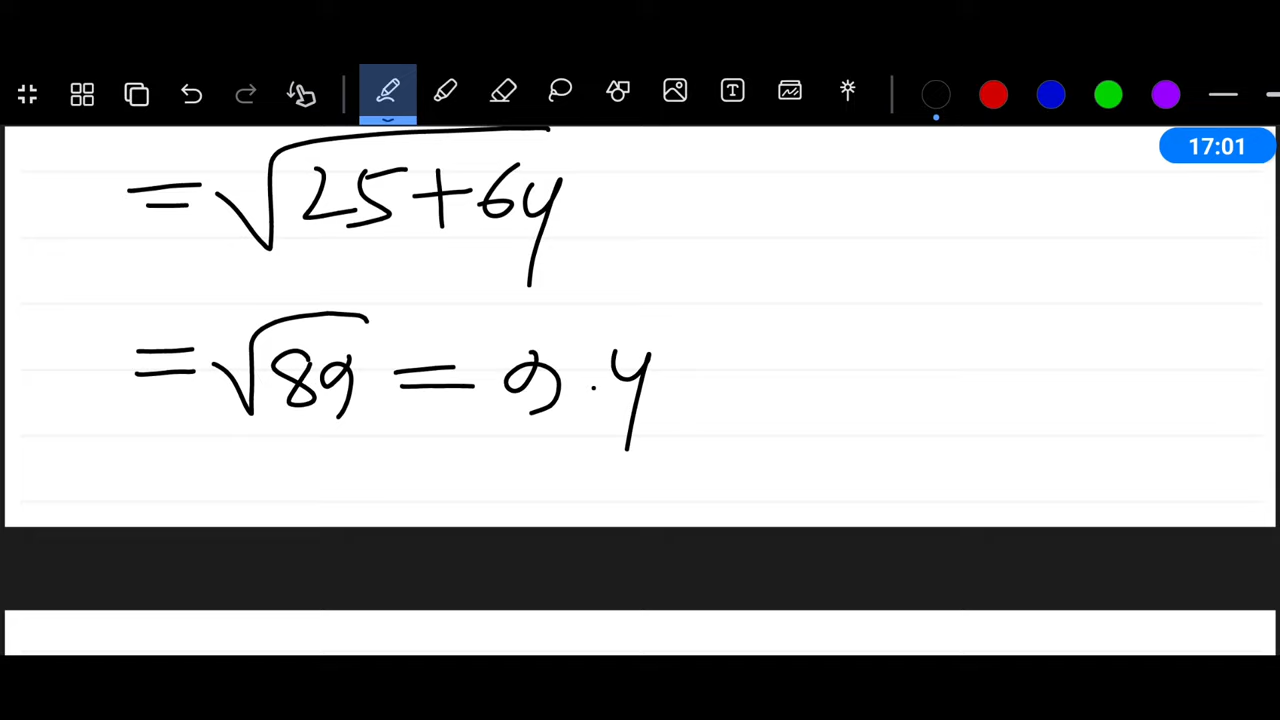 17:01
= √25+64
= √89 = 9.4